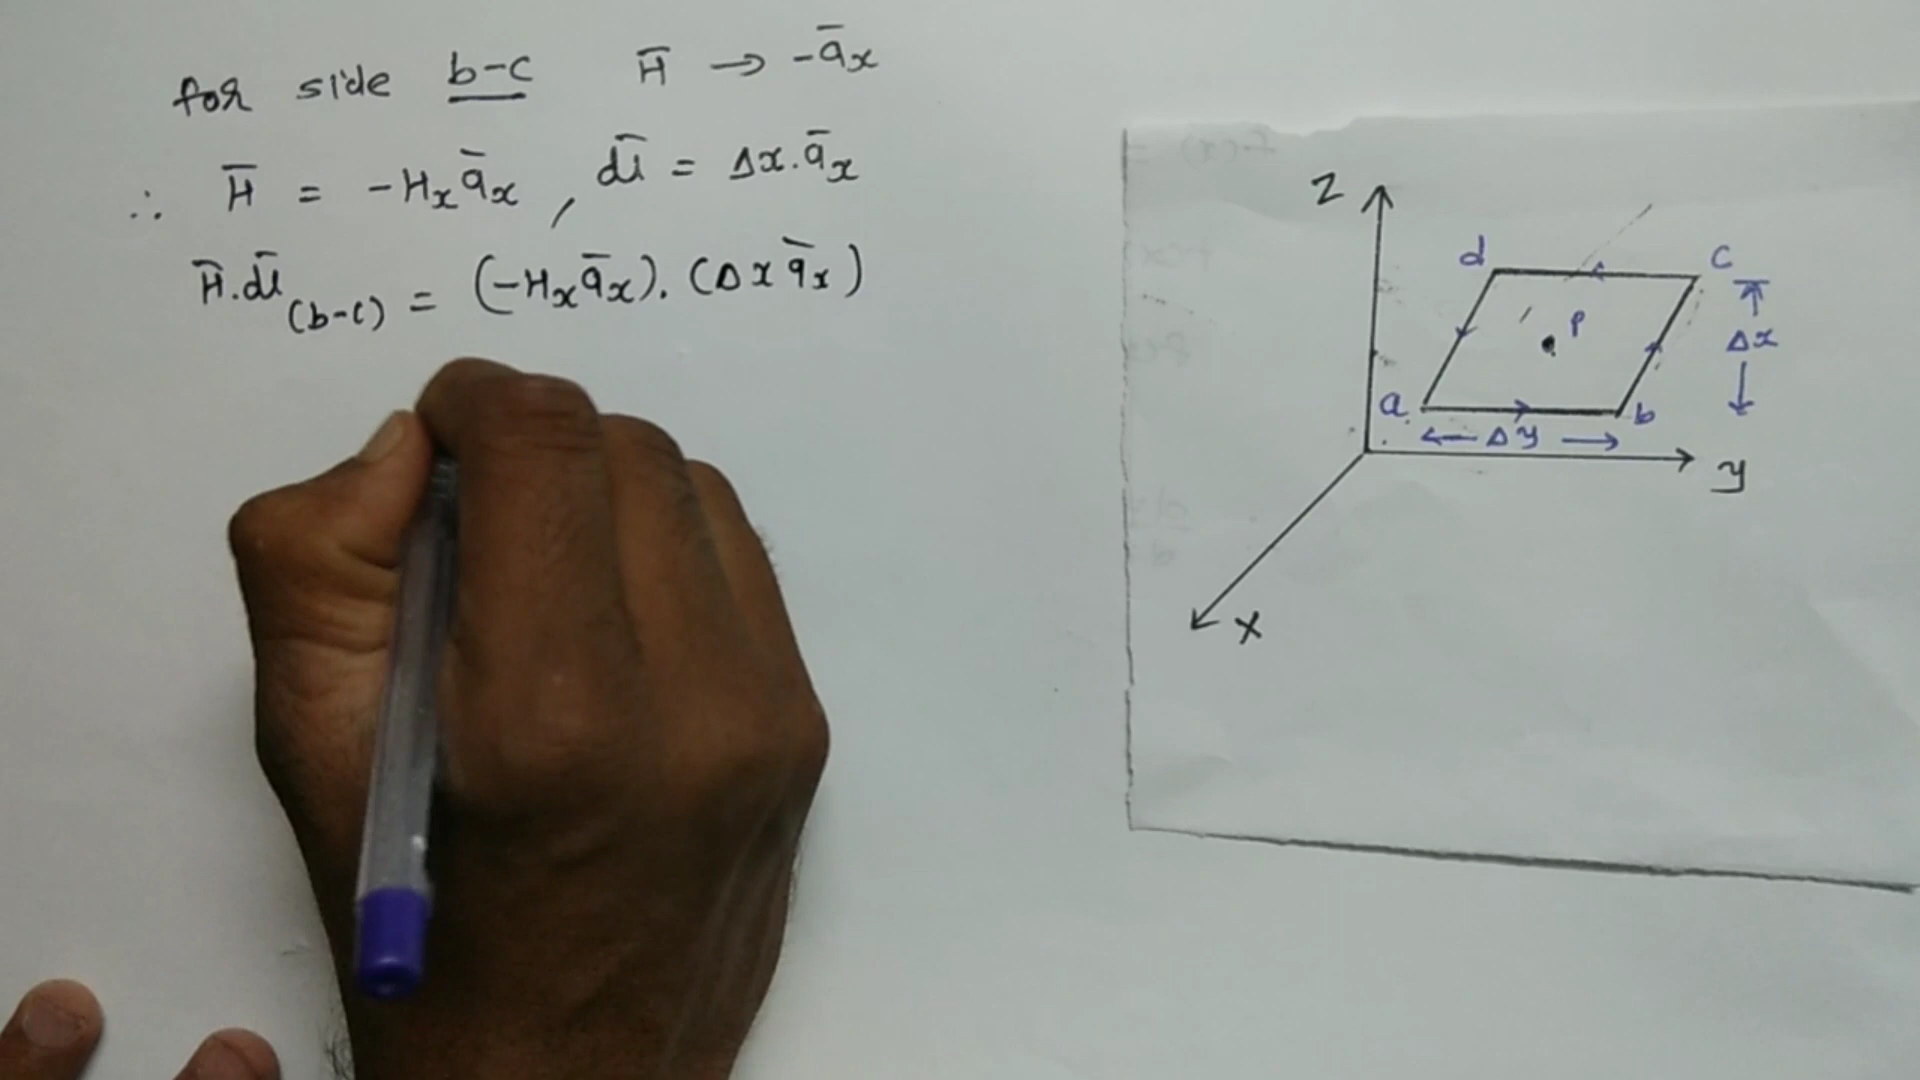 for side b-c H̄ → -āx
∴ H̄ = -Hx āx , dl̄ = Δx.āx
H̄.dl̄(b-c) = (-Hx āx).(Δx āx)
Z
d
c
P
Δx
a
b
Δy
y
X